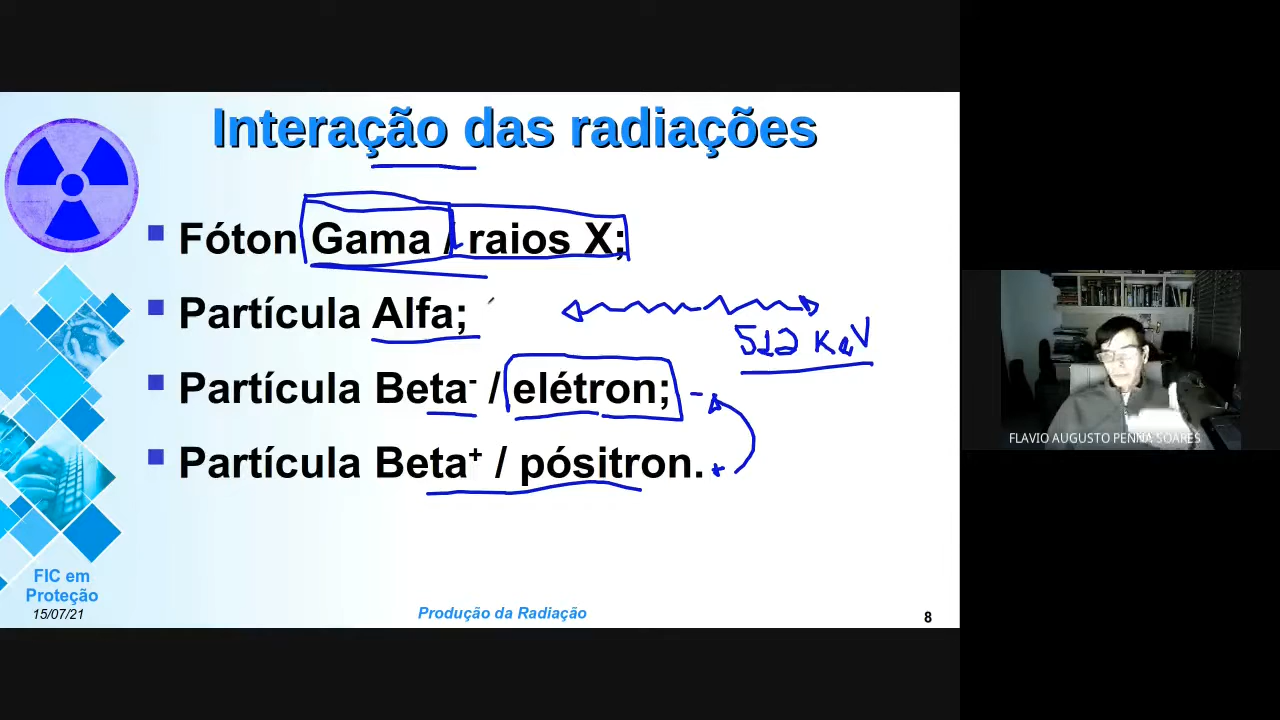 Interação das radiações
Fóton Gama / raios X;
Partícula Alfa;
512 KeV
Partícula Beta- / elétron; -
Partícula Beta+ / pósitron. +
FIC em
Proteção
15/07/21
Produção da Radiação
8
FLAVIO AUGUSTO PENNA SOARES